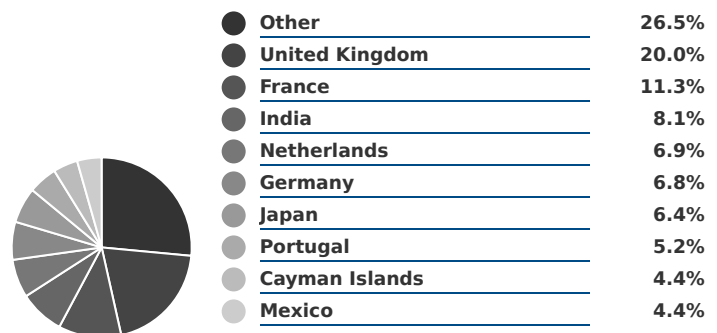 Other 26.5%
United Kingdom 20.0%
France 11.3%
India 8.1%
Netherlands 6.9%
Germany 6.8%
Japan 6.4%
Portugal 5.2%
Cayman Islands 4.4%
Mexico 4.4%